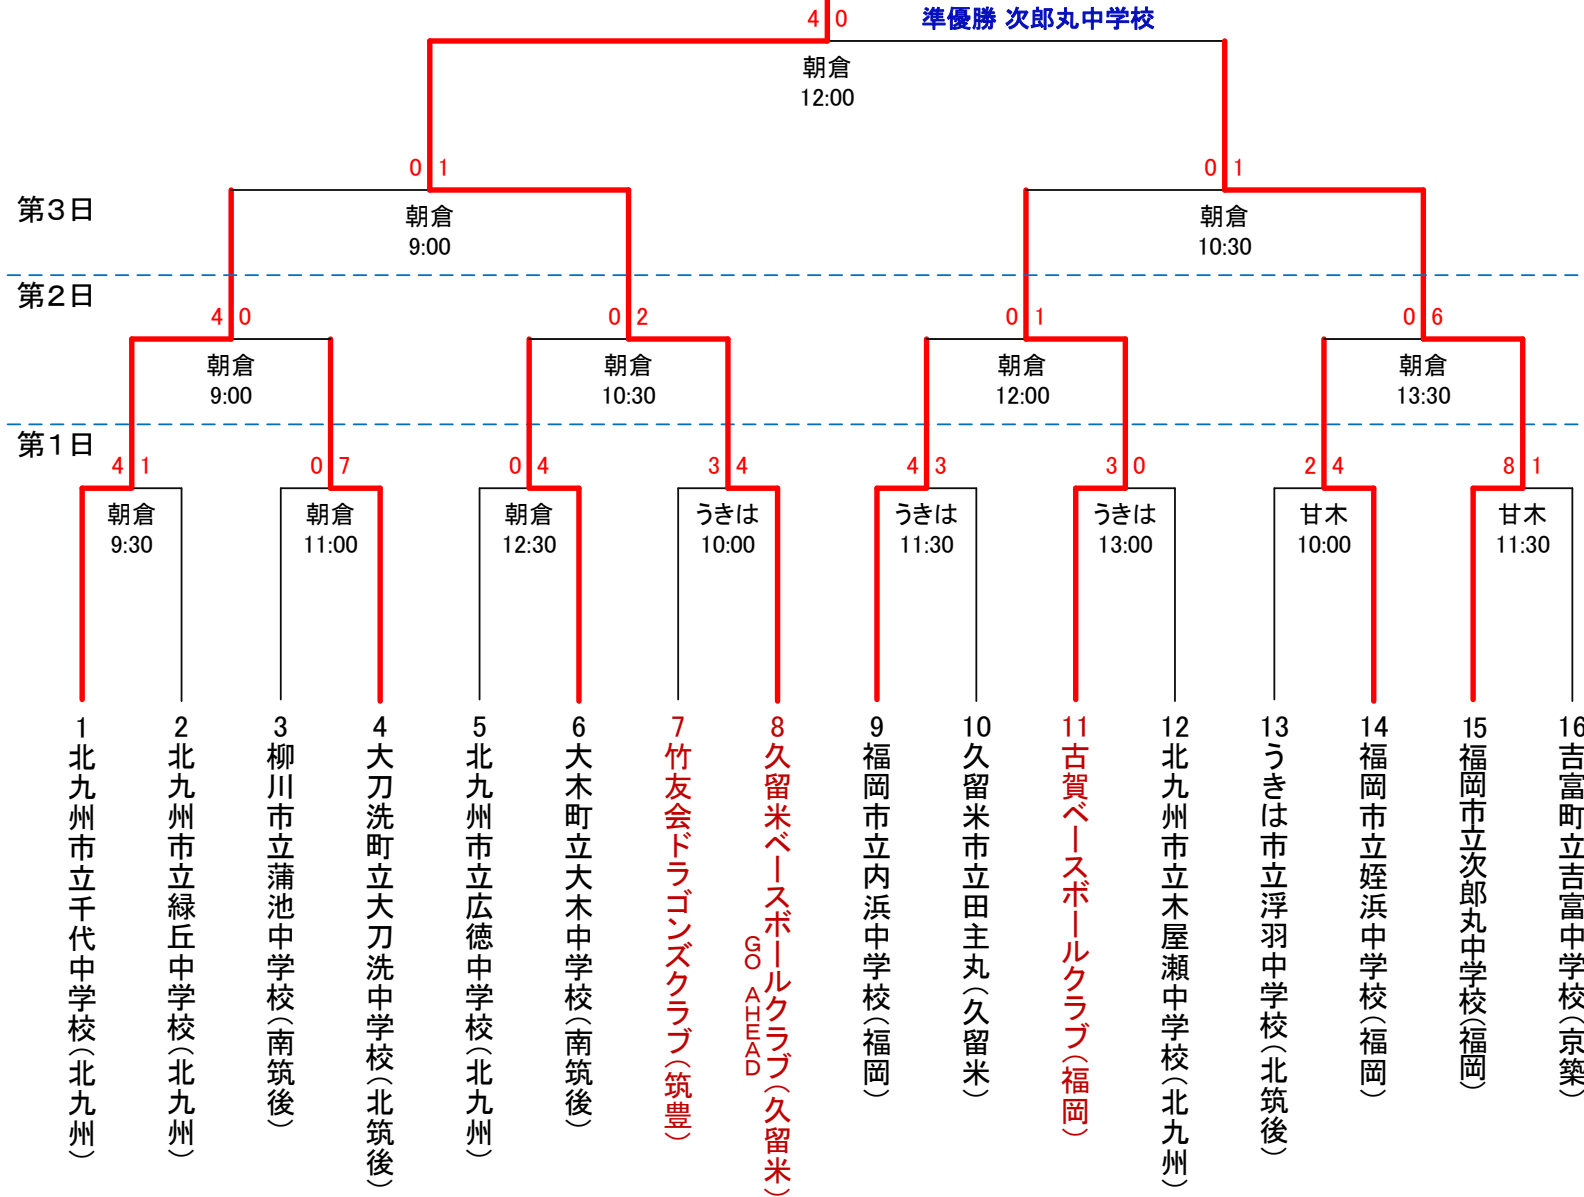 4 0
準優勝 次郎丸中学校
朝倉
12:00
0 1
0 1
第3日
朝倉
9:00
朝倉
10:30
第2日
4 0
0 2
0 1
0 6
朝倉
9:00
朝倉
10:30
朝倉
12:00
朝倉
13:30
第1日
4 1
0 7
0 4
3 4
4 3
3 0
2 4
8 1
朝倉
9:30
朝倉
11:00
朝倉
12:30
うきは
10:00
うきは
11:30
うきは
13:00
甘木
10:00
甘木
11:30
1
北九州市立千代中学校(北九州)
2
北九州市立緑丘中学校(北九州)
3
柳川市立蒲池中学校(南筑後)
4
大刀洗町立大刀洗中学校(北筑後)
5
北九州市立広徳中学校(北九州)
6
大木町立大木中学校(南筑後)
7
竹友会ドラゴンズクラブ(筑豊)
8
久留米ベースボールクラブ(久留米)
GO AHEAD
9
福岡市立内浜中学校(福岡)
10
久留米市立田主丸(久留米)
11
古賀ベースボールクラブ(福岡)
12
北九州市立木屋瀬中学校(北九州)
13
うきは市立浮羽中学校(北筑後)
14
福岡市立姪浜中学校(福岡)
15
福岡市立次郎丸中学校(福岡)
16
吉富町立吉富中学校(京築)